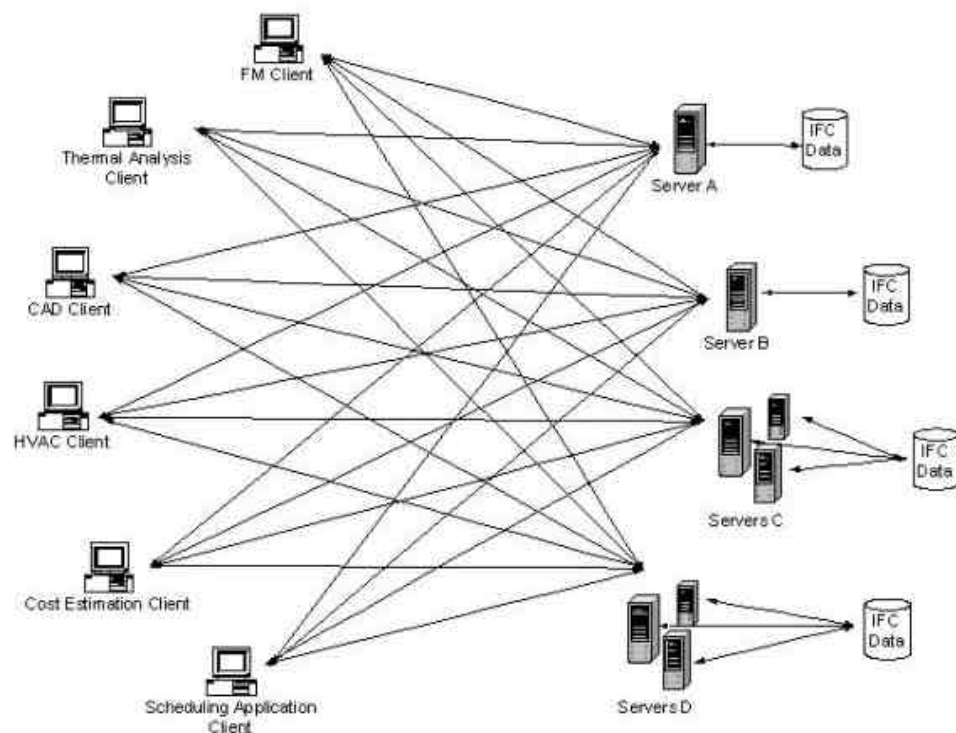 FM Client
Thermal Analysis
Client
IFC
Data
Server A
CAD Client
IFC
Data
Server B
HVAC Client
IFC
Data
Servers C
Cost Estimation Client
IFC
Data
Scheduling Application
Client
Servers D